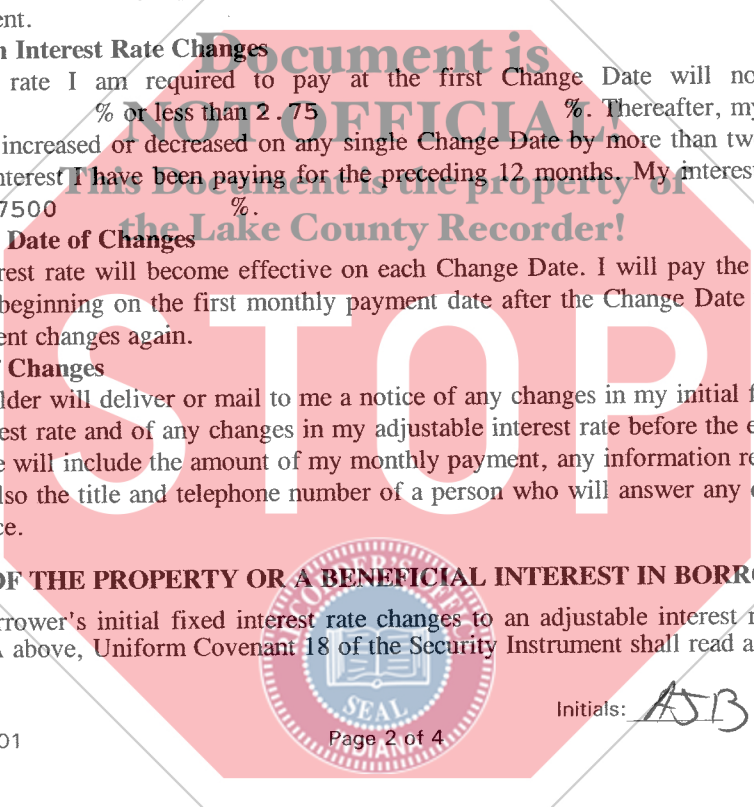 ent.
n Interest Rate Changes
rate I am required to pay at the first Change Date will no
% or less than 2.75 %. Thereafter, my
increased or decreased on any single Change Date by more than tw
nterest I have been paying for the preceding 12 months. My interest
7500 %.
Date of Changes
rest rate will become effective on each Change Date. I will pay the
beginning on the first monthly payment date after the Change Date
ent changes again.
f Changes
lder will deliver or mail to me a notice of any changes in my initial f
est rate and of any changes in my adjustable interest rate before the e
e will include the amount of my monthly payment, any information re
lso the title and telephone number of a person who will answer any
ce.
OF THE PROPERTY OR A BENEFICIAL INTEREST IN BORRO
rrower's initial fixed interest rate changes to an adjustable interest r
A above, Uniform Covenant 18 of the Security Instrument shall read a
Initials: AJB
01
Page 2 of 4
Document is
NOT OFFICIAL!
This Document is the property of
the Lake County Recorder!
STOP
SEAL
INDIANA